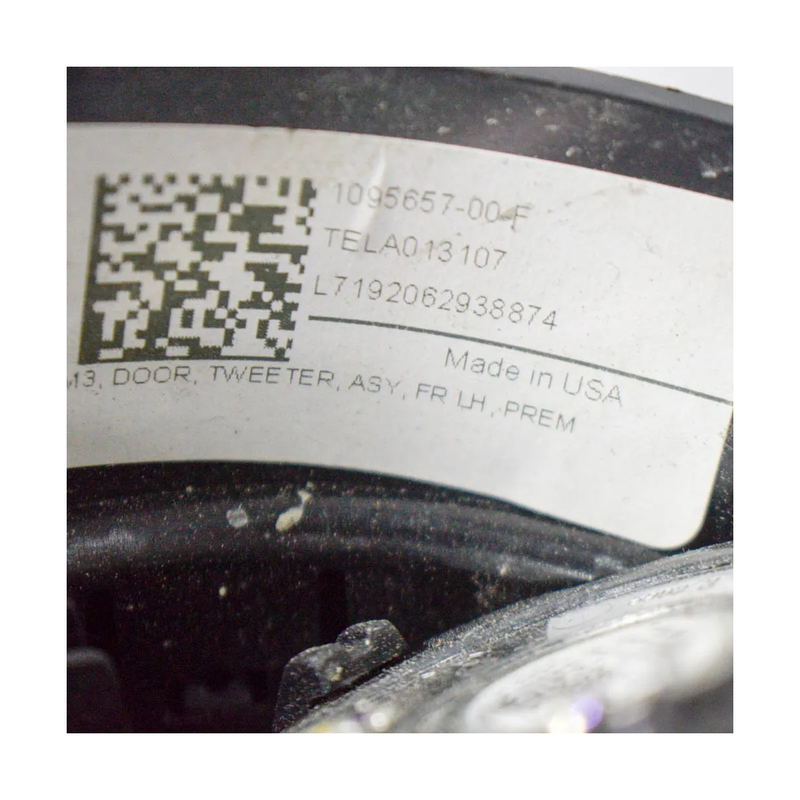 1095657-00-F
TELA013107
L7192062938874
Made in USA
M3, DOOR, TWEETER, ASY, FR LH, PREM